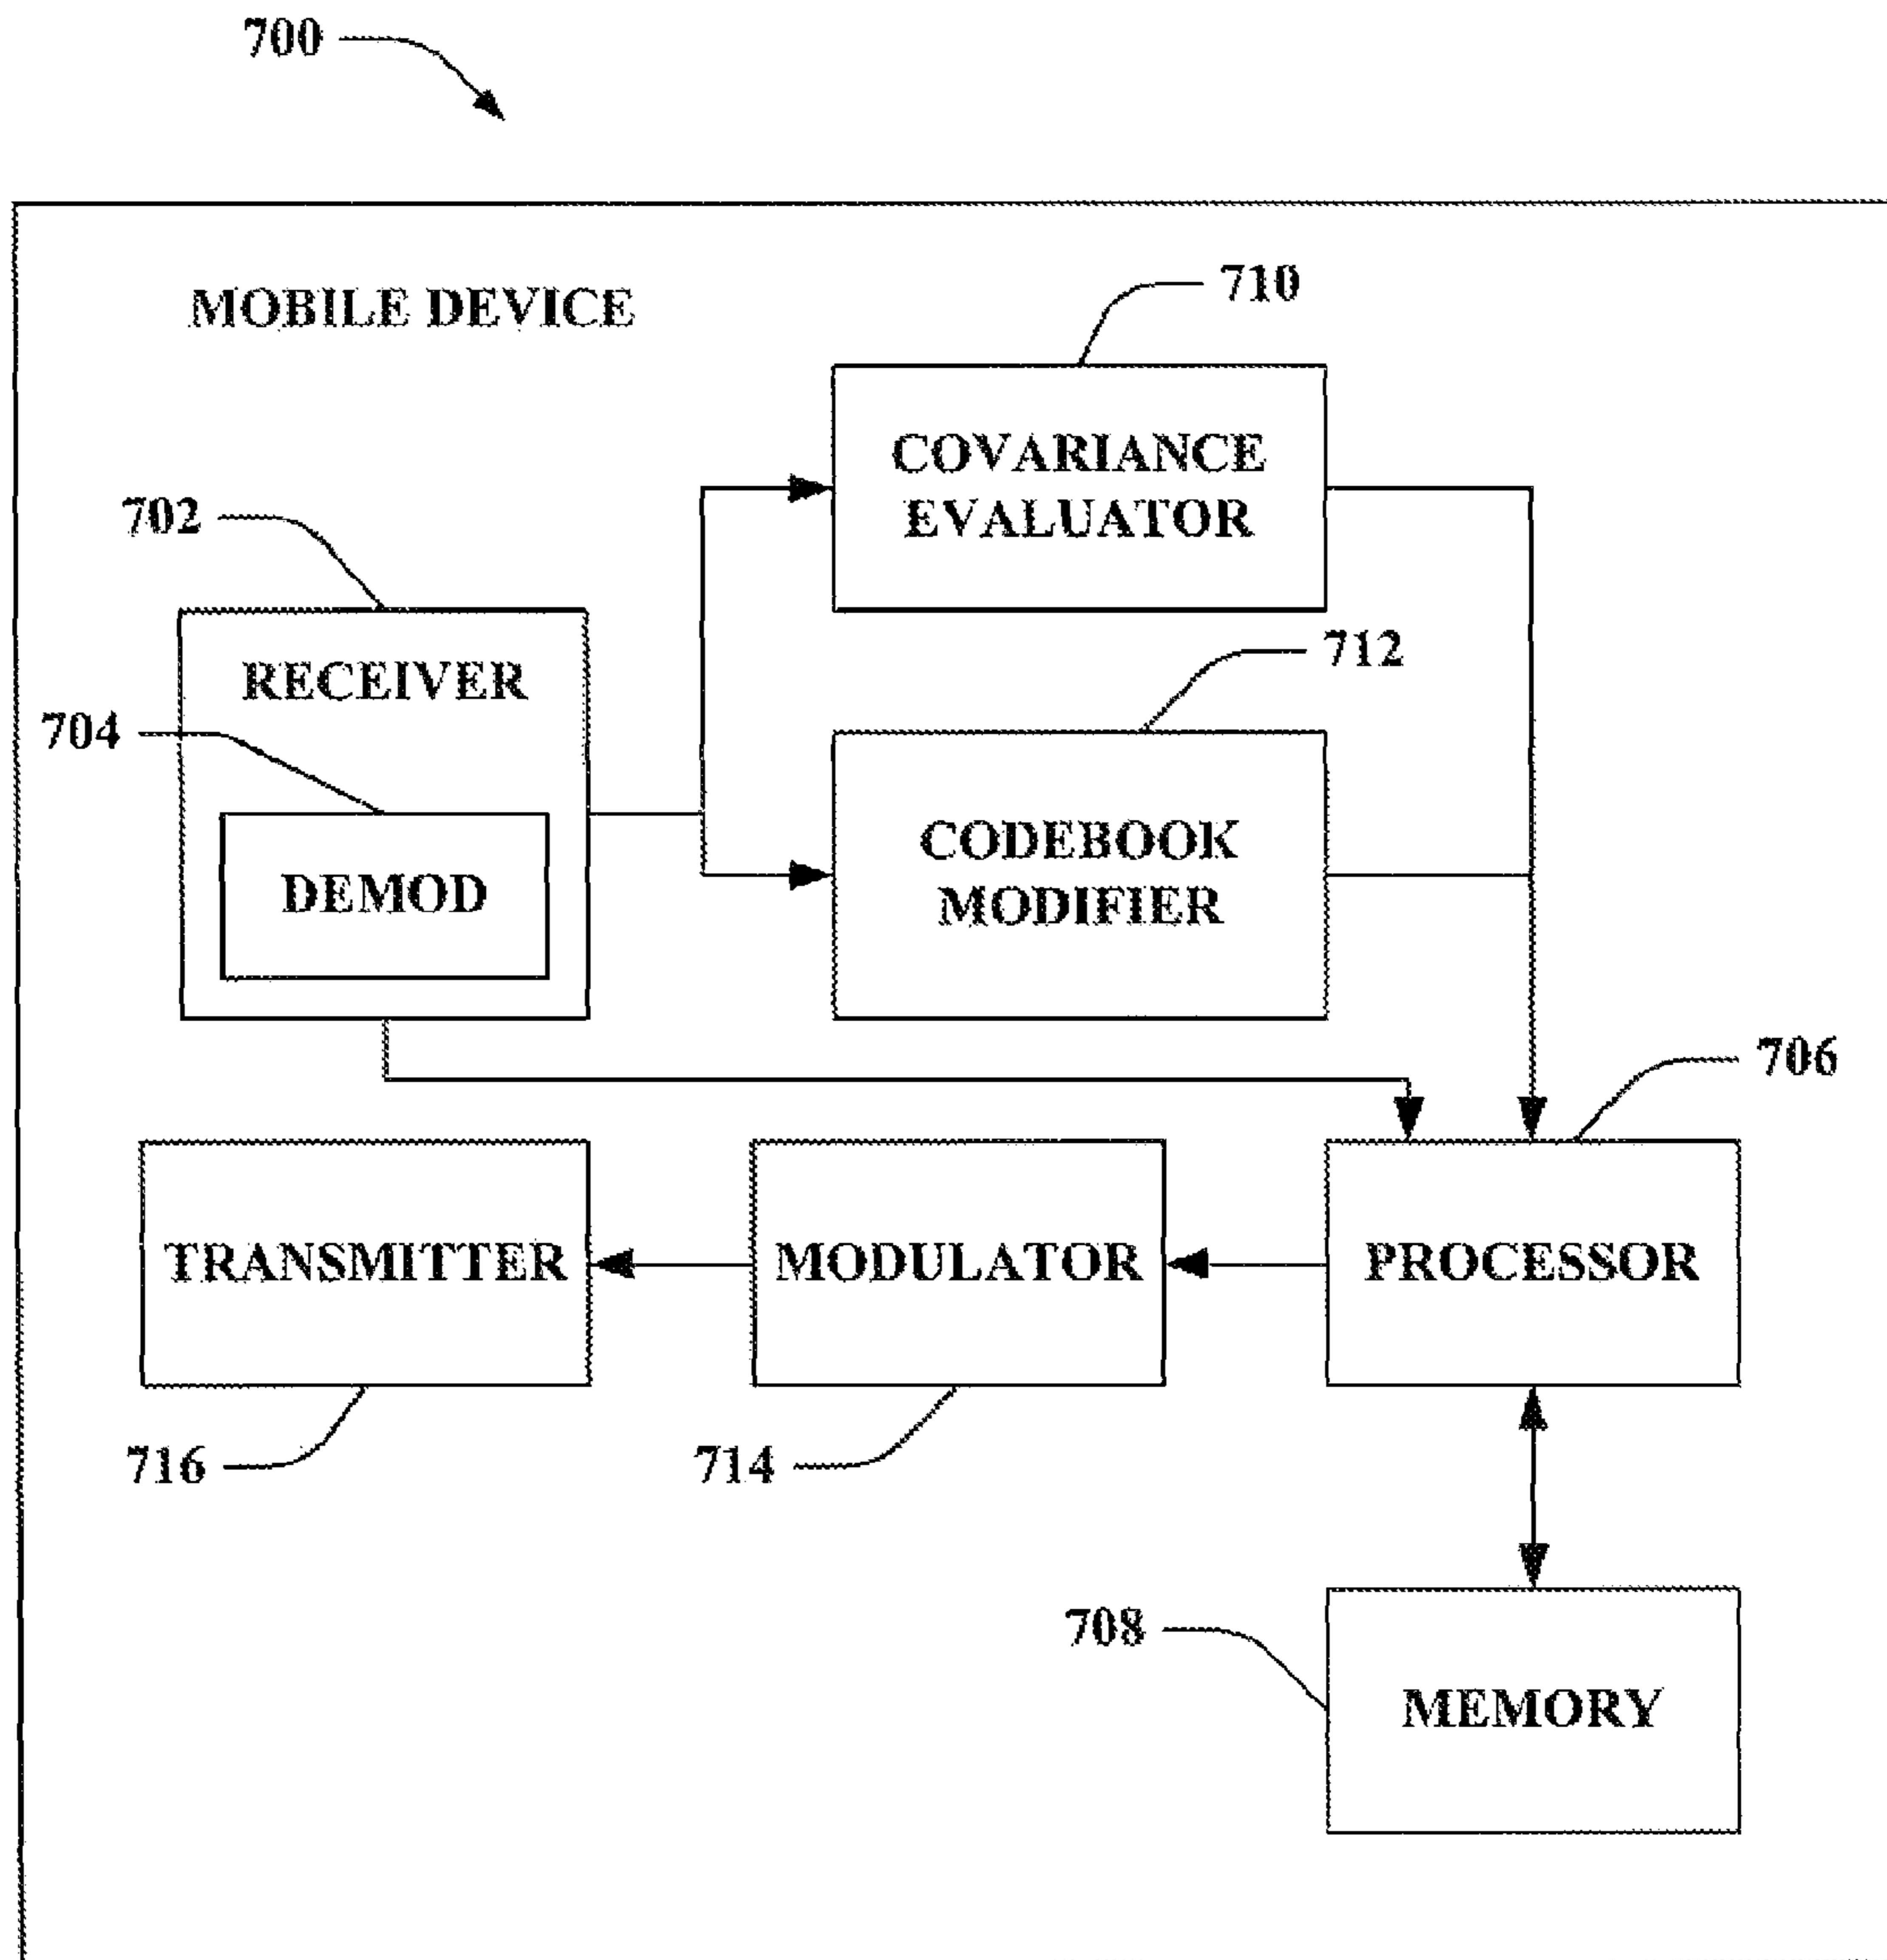 700
MOBILE DEVICE
710
COVARIANCE
EVALUATOR
702
RECEIVER
712
704
CODEBOOK
MODIFIER
DEMOD
706
TRANSMITTER
MODULATOR
PROCESSOR
716
714
708
MEMORY